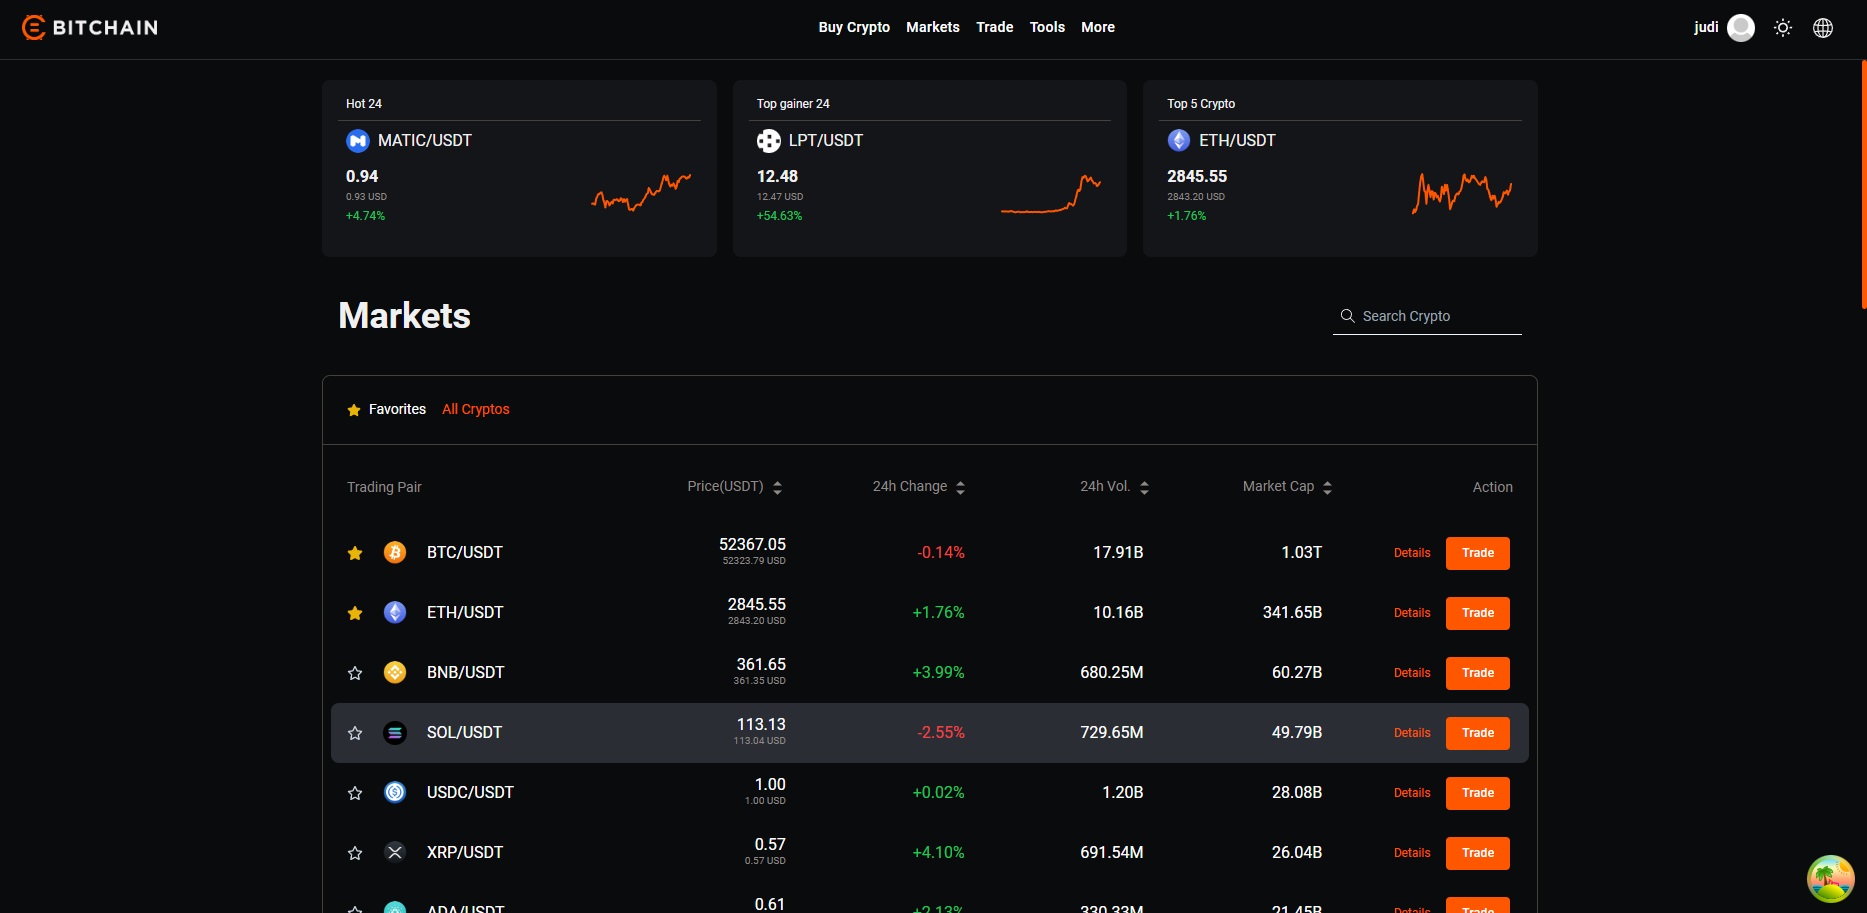 BITCHAIN
Buy Crypto Markets Trade Tools More
judi
Hot 24
MATIC/USDT
0.94
0.93 USD
+4.74%
Top gainer 24
LPT/USDT
12.48
12.47 USD
+54.63%
Top 5 Crypto
ETH/USDT
2845.55
2843.20 USD
+1.76%
Markets
Search Crypto
Favorites All Cryptos
Trading Pair Price(USDT) 24h Change 24h Vol. Market Cap Action
BTC/USDT 52367.05 -0.14% 17.91B 1.03T Details Trade
52323.79 USD
ETH/USDT 2845.55 +1.76% 10.16B 341.65B Details Trade
2843.20 USD
BNB/USDT 361.65 +3.99% 680.25M 60.27B Details Trade
361.35 USD
SOL/USDT 113.13 -2.55% 729.65M 49.79B Details Trade
113.04 USD
USDC/USDT 1.00 +0.02% 1.20B 28.08B Details Trade
1.00 USD
XRP/USDT 0.57 +4.10% 691.54M 26.04B Details Trade
0.57 USD
ADA/USDT 0.61 +2.13% 330.33M 21.45B Details Trade